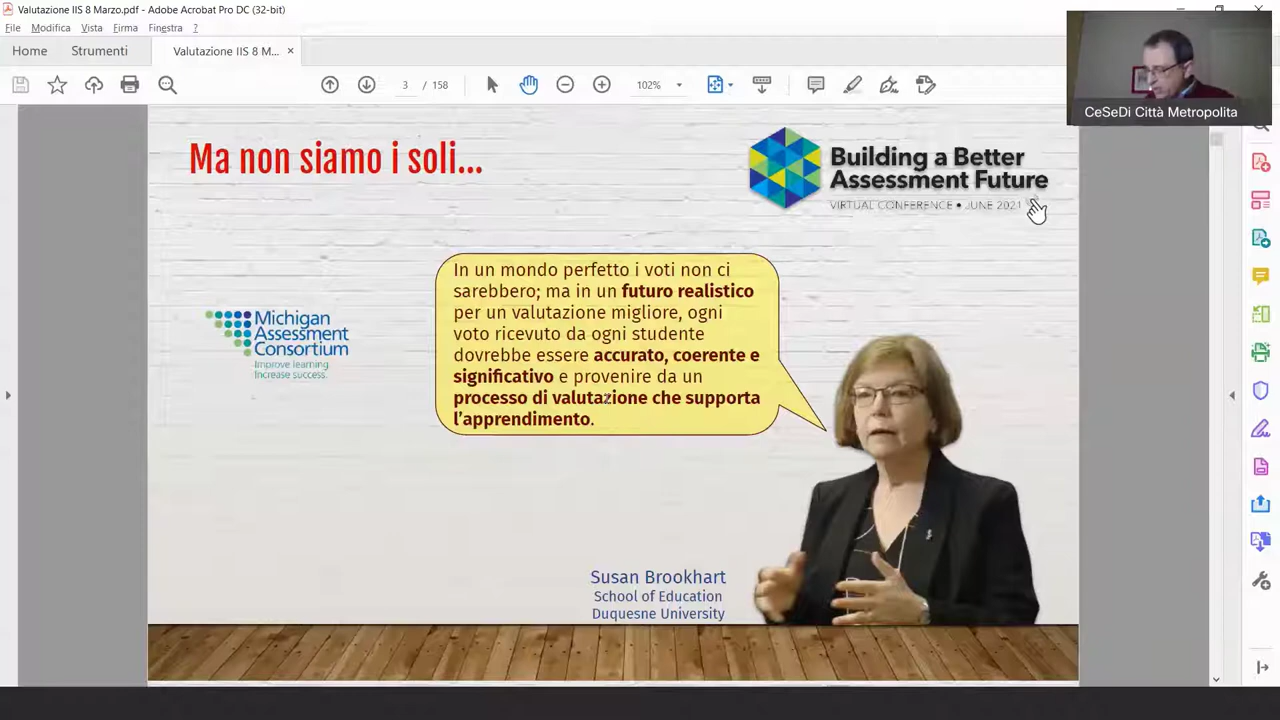 Valutazione IIS 8 Marzo.pdf - Adobe Acrobat Pro DC (32-bit)
File Modifica Vista Firma Finestra ?
Home Strumenti Valutazione IIS 8 M... ×
3 / 158 102%
CeSeDi Città Metropolita
Ma non siamo i soli...
Building a Better
Assessment Future
VIRTUAL CONFERENCE • JUNE 2021
In un mondo perfetto i voti non ci
sarebbero; ma in un futuro realistico
per un valutazione migliore, ogni
voto ricevuto da ogni studente
dovrebbe essere accurato, coerente e
significativo e provenire da un
processo di valutazione che supporta
l'apprendimento.
Michigan
Assessment
Consortium
Improve learning.
Increase success.
Susan Brookhart
School of Education
Duquesne University